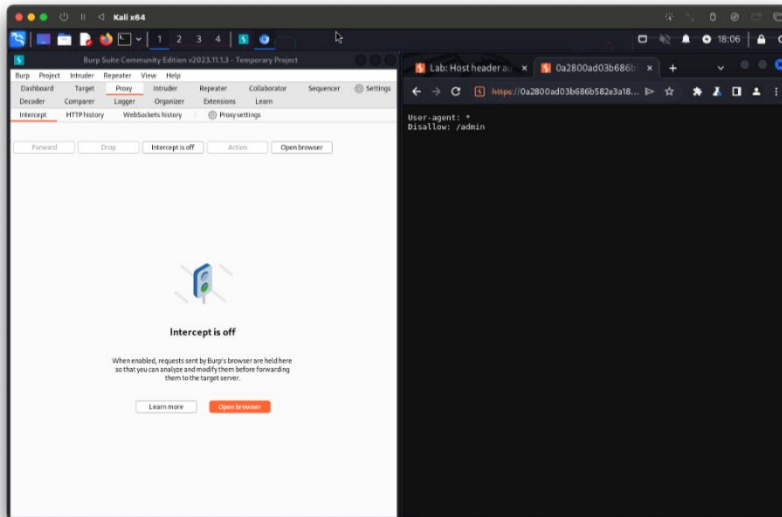 Kali x64
1 2 3 4
18:06
Burp Suite Community Edition v2023.11.1.3 - Temporary Project
Burp Project Intruder Repeater View Help
Dashboard Target Proxy Intruder Repeater Collaborator Sequencer Settings
Decoder Comparer Logger Organizer Extensions Learn
Intercept HTTP history WebSockets history Proxy settings
Forward Drop Intercept is off Action Open browser
Intercept is off
When enabled, requests sent by Burp's browser are held here
so that you can analyze and modify them before forwarding
them to the target server.
Learn more Open browser
Lab: Host header au
0a2800ad03b686b
https://0a2800ad03b686b582e3a18...
User-agent: *
Disallow: /admin